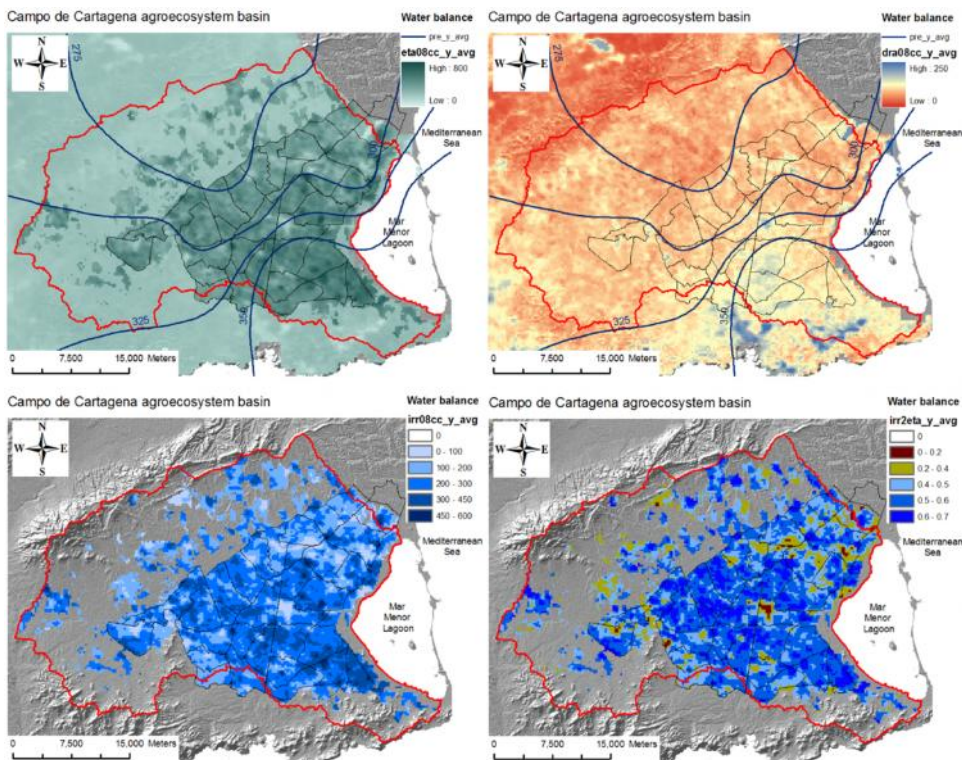 Campo de Cartagena agroecosystem basin
Water balance
pre_y_avg
eta08cc_y_avg
High : 800
Low : 0
N
W E
S
275
300
325
350
Mediterranean
Sea
Mar
Menor
Lagoon
0 7,500 15,000 Meters
Campo de Cartagena agroecosystem basin
Water balance
pre_y_avg
dra08cc_y_avg
High : 250
Low : 0
N
W E
S
275
300
325
350
Mediterranean
Sea
Mar
Menor
Lagoon
0 7,500 15,000 Meters
Campo de Cartagena agroecosystem basin
Water balance
irr08cc_y_avg
0
0 - 100
100 - 200
200 - 300
300 - 450
450 - 600
N
W E
S
Mediterranean
Sea
Mar
Menor
Lagoon
0 7,500 15,000 Meters
Campo de Cartagena agroecosystem basin
Water balance
irr2eta_y_avg
0
0 - 0.2
0.2 - 0.4
0.4 - 0.5
0.5 - 0.6
0.6 - 0.7
N
W E
S
Mediterranean
Sea
Mar
Menor
Lagoon
0 7,500 15,000 Meters